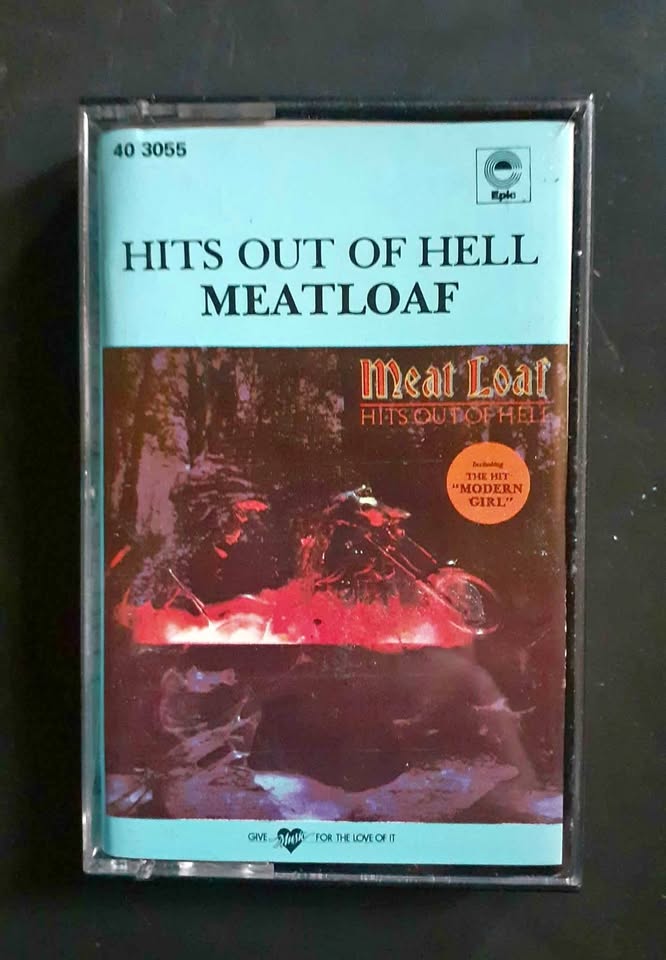 40 3055
Epic
HITS OUT OF HELL
MEATLOAF
Meat Loaf
HITS OUT OF HELL
Including
THE HIT
"MODERN
GIRL"
GIVE Music FOR THE LOVE OF IT